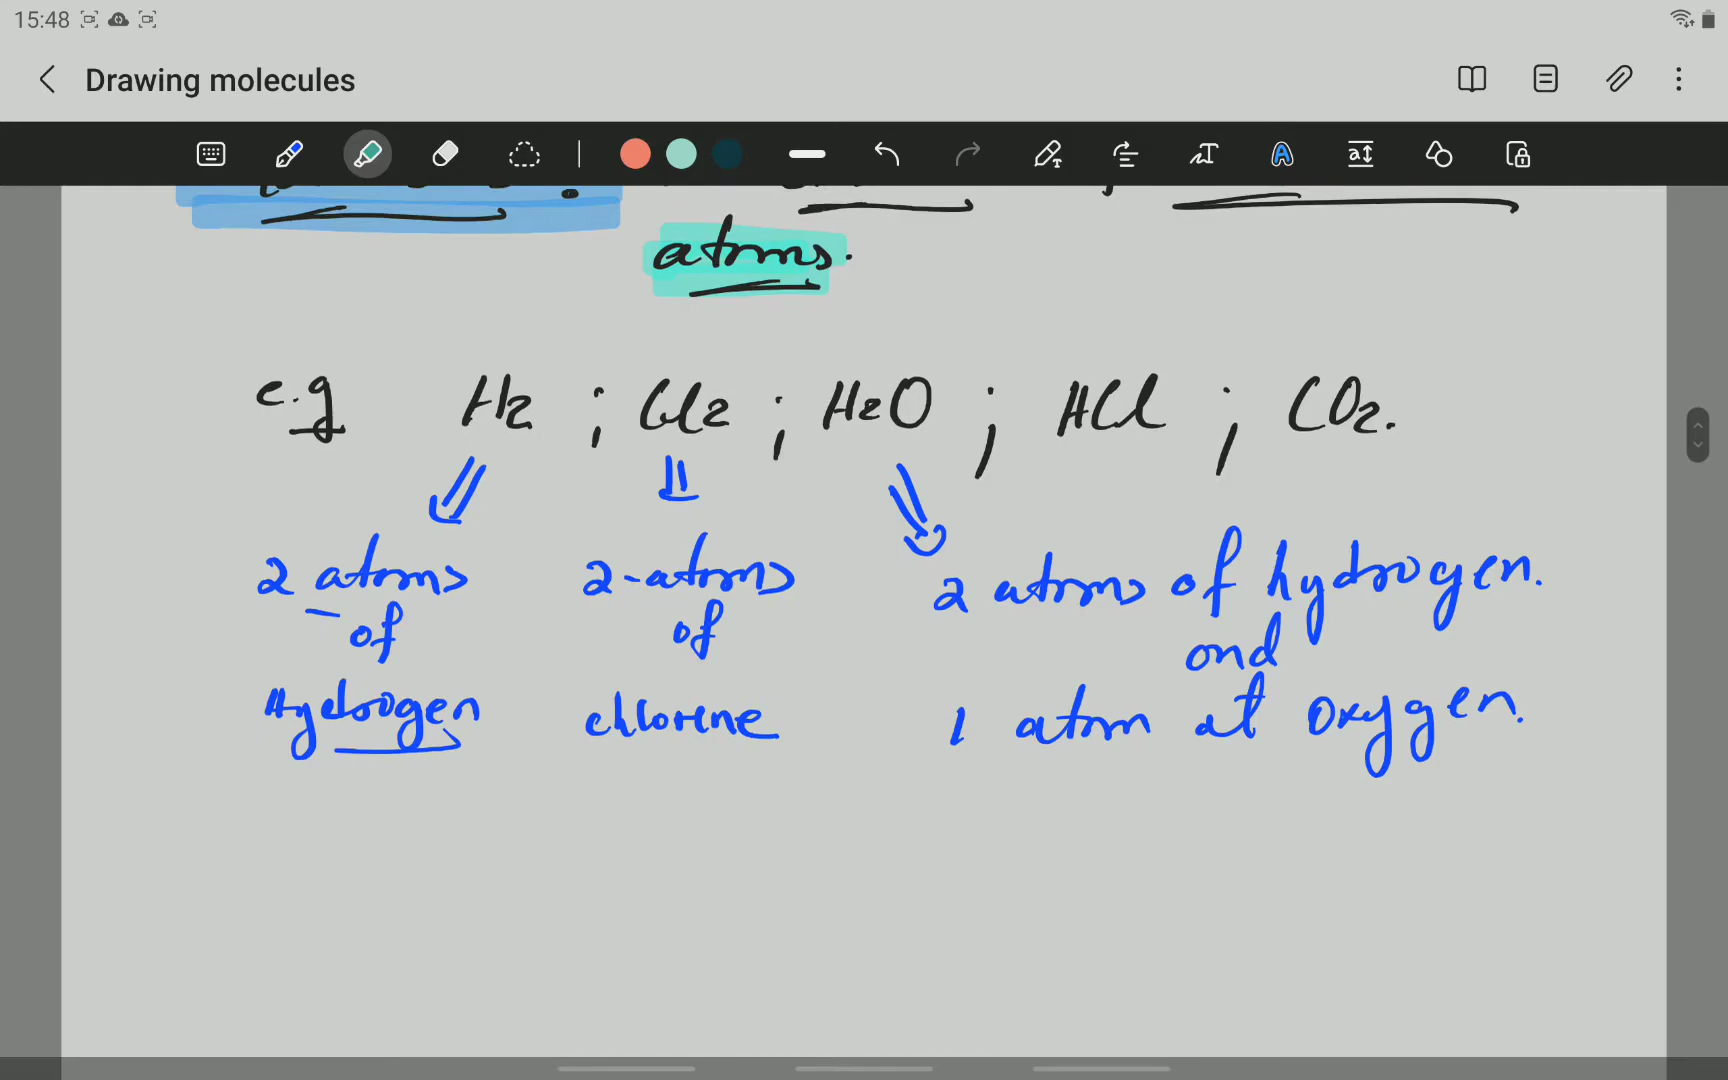 15:48
Drawing molecules
atoms.
e.g H2 ; Cl2 ; H2O ; HCl ; CO2.
2 atoms 2-atoms 2 atoms of hydrogen.
of of and
Hydrogen chlorine 1 atom at oxygen.